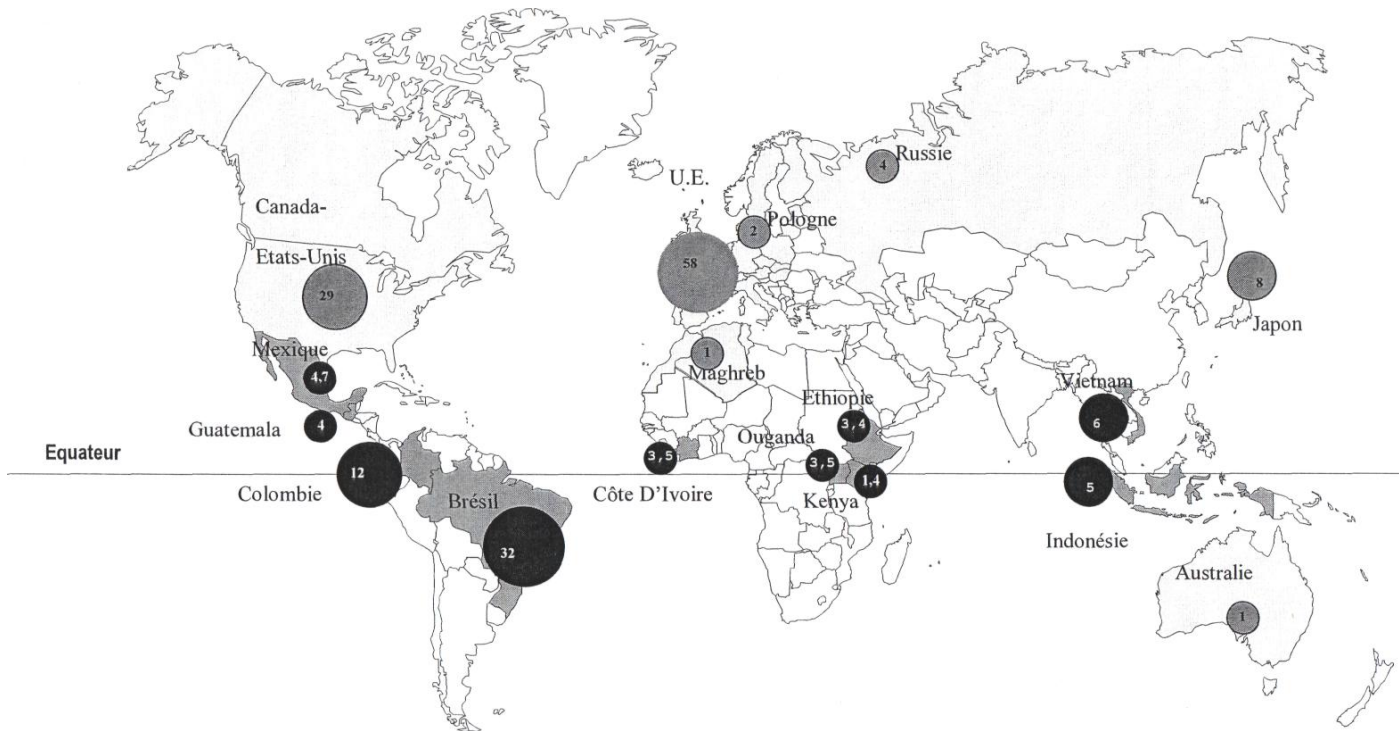 Russie
4
U.E.
Canada-
Pologne
2
Etats-Unis
58
29
8
Japon
Mexique
1
Maghreb
4,7
Vietnam
Ethiopie
Guatemala
4
3,4
6
Ouganda
Equateur
3,5
3,5
12
1,4
5
Colombie
Brésil
Côte D'Ivoire
Kenya
Indonésie
32
Australie
1